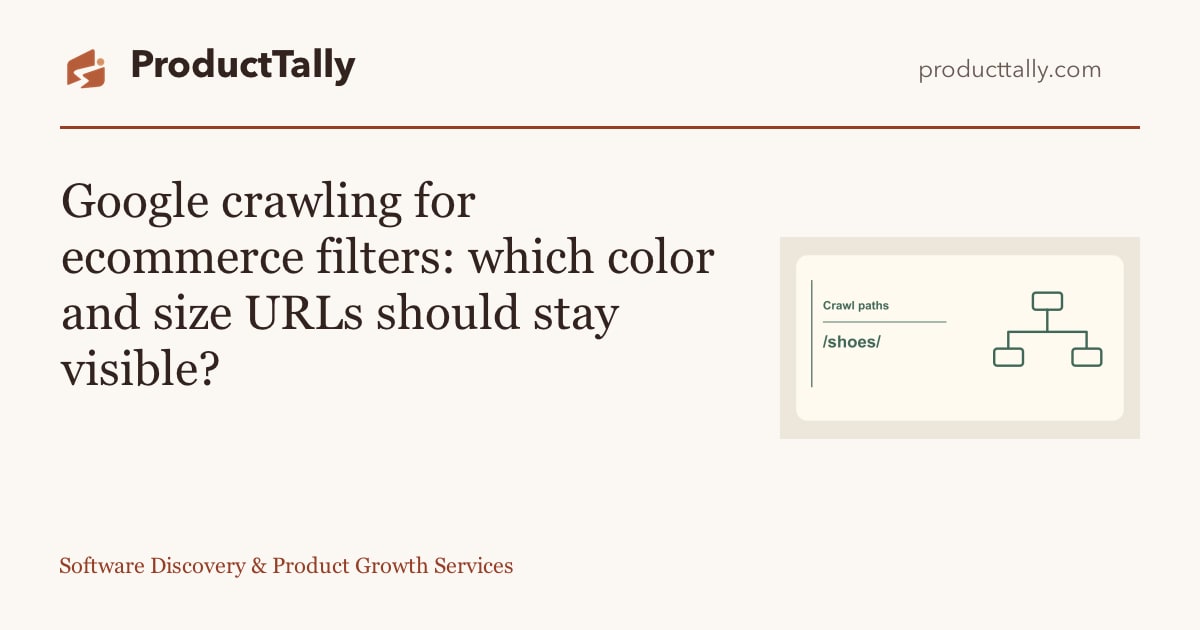 ProductTally
producttally.com
Google crawling for
ecommerce filters: which color
and size URLs should stay
visible?
Crawl paths
/shoes/
Software Discovery & Product Growth Services